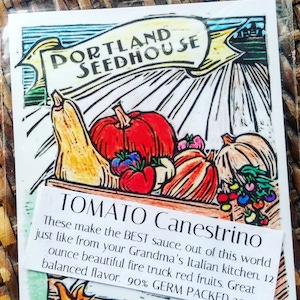 PORTLAND
SEEDHOUSE
TOMATO Canestrino
These make the BEST sauce, out of this world
just like from your Grandma's Italian kitchen. 12
ounce beautiful fire truck red fruits. Great
balanced flavor. 90% GERM PACKED